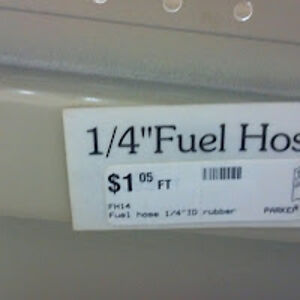 1/4"Fuel Hos
$1 05 FT
FH14
Fuel hose 1/4"ID rubber PARKER